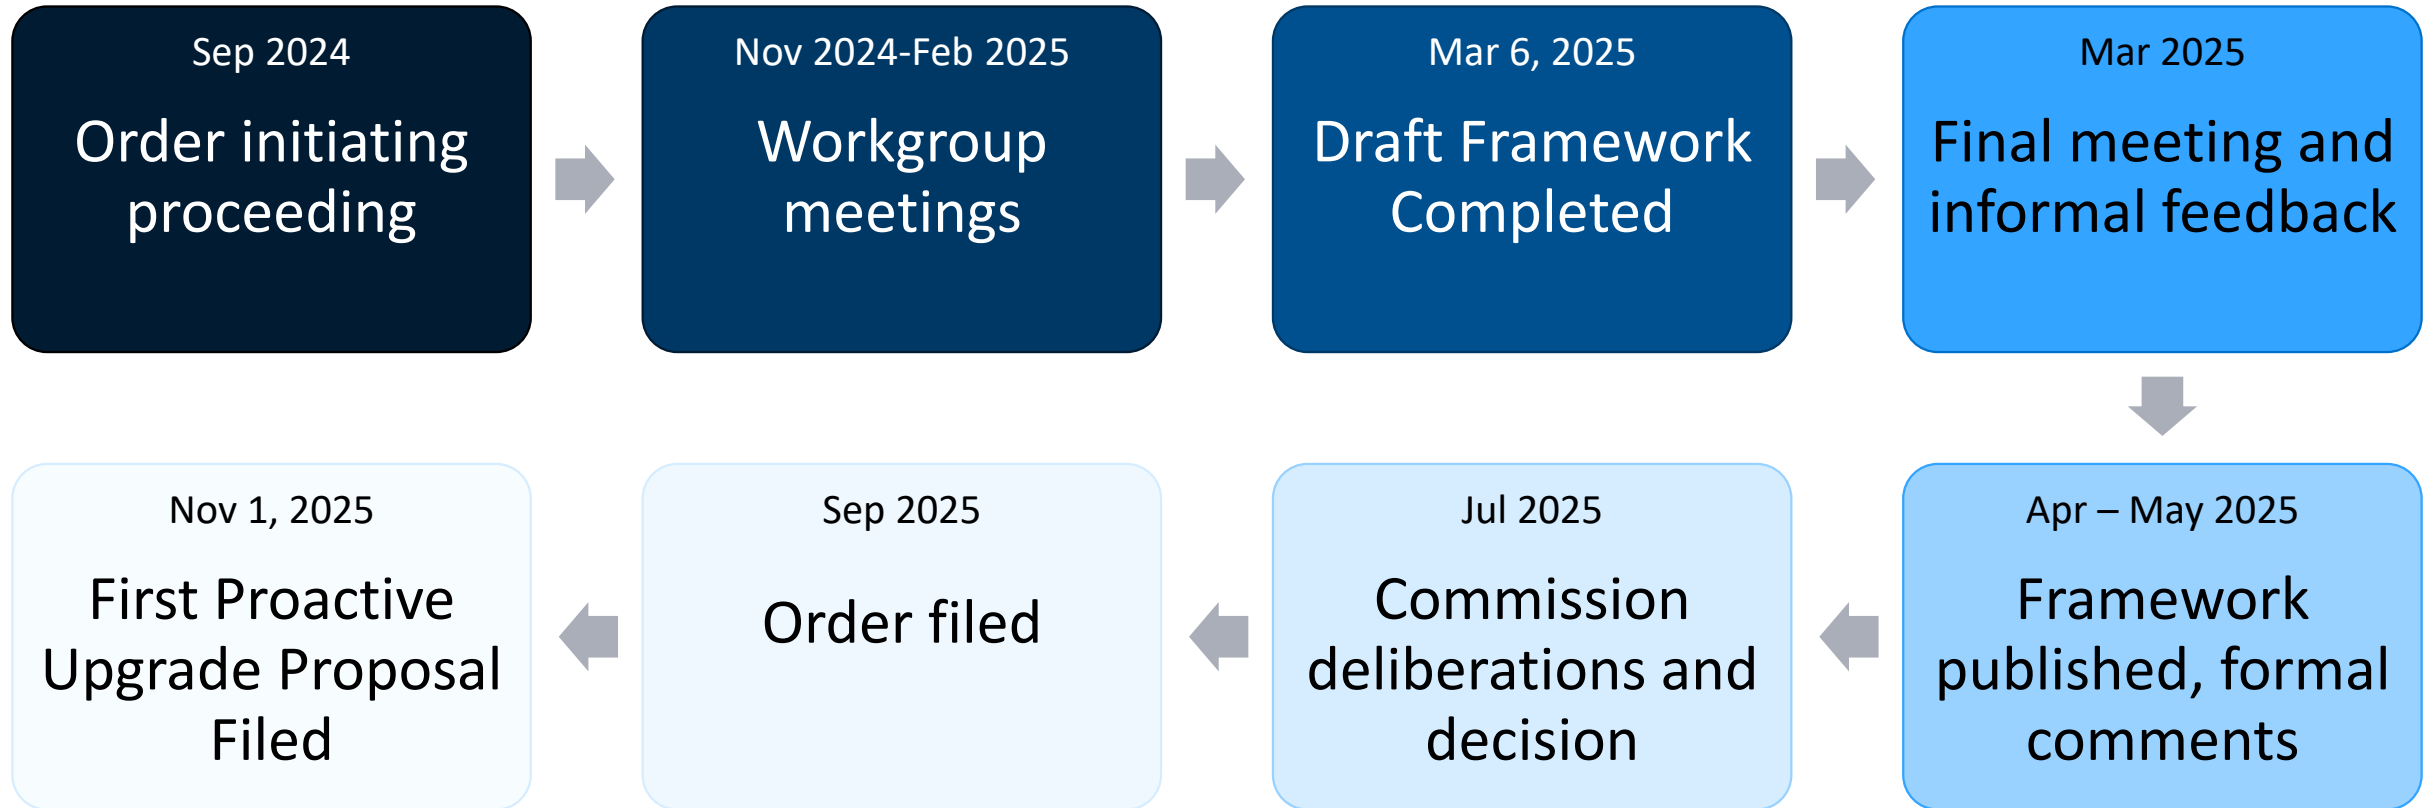 Sep 2024
Order initiating
proceeding
Nov 2024-Feb 2025
Workgroup
meetings
Mar 6, 2025
Draft Framework
Completed
Mar 2025
Final meeting and
informal feedback
Apr – May 2025
Framework
published, formal
comments
Jul 2025
Commission
deliberations and
decision
Sep 2025
Order filed
Nov 1, 2025
First Proactive
Upgrade Proposal
Filed